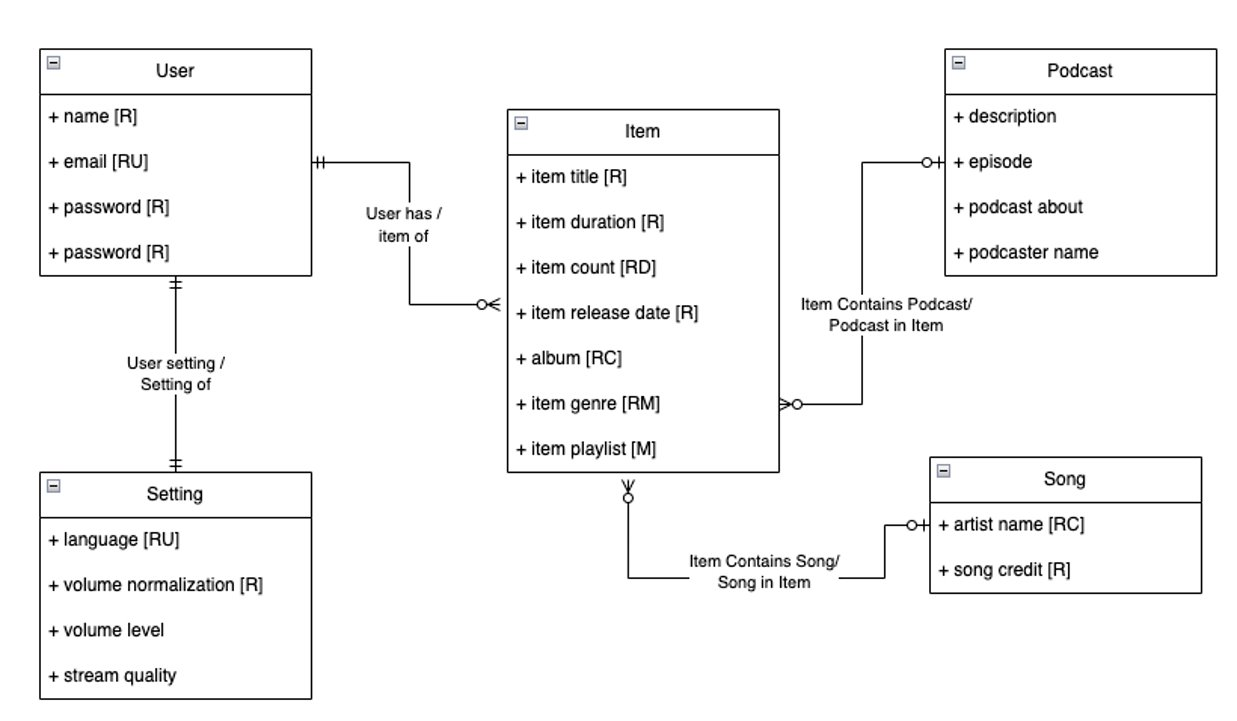 User
+ name [R]
+ email [RU]
+ password [R]
+ password [R]
User has /
item of
User setting /
Setting of
Setting
+ language [RU]
+ volume normalization [R]
+ volume level
+ stream quality
Item
+ item title [R]
+ item duration [R]
+ item count [RD]
+ item release date [R]
+ album [RC]
+ item genre [RM]
+ item playlist [M]
Podcast
+ description
+ episode
+ podcast about
+ podcaster name
Item Contains Podcast/
Podcast in Item
Item Contains Song/
Song in Item
Song
+ artist name [RC]
+ song credit [R]